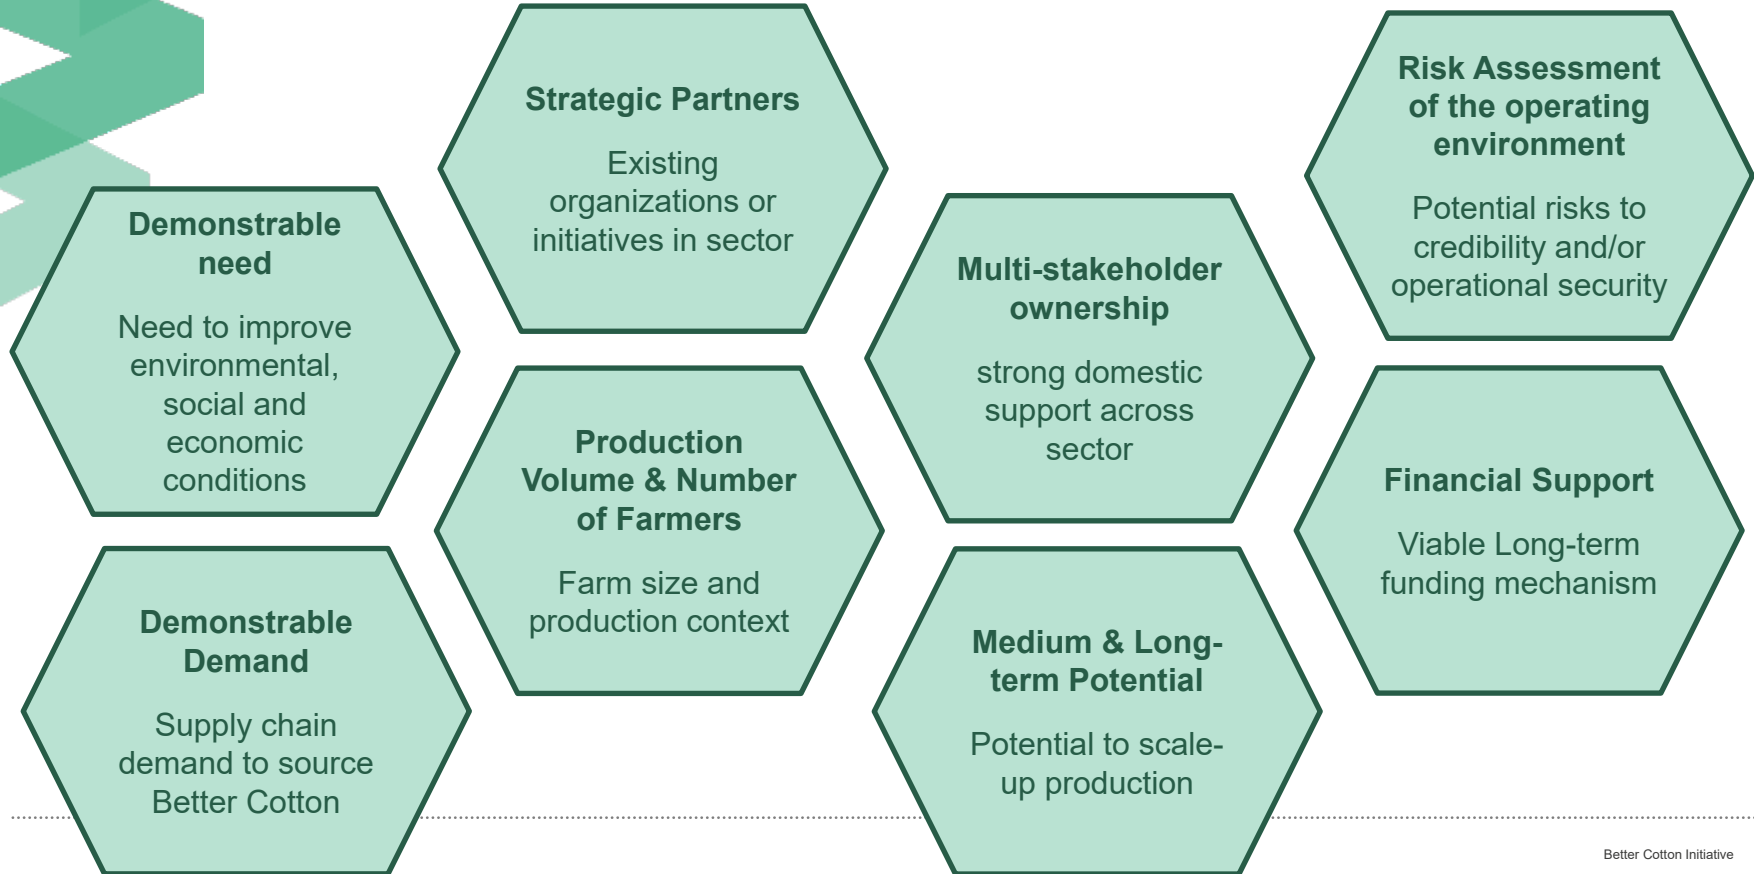 Demonstrable
need
Need to improve
environmental,
social and
economic
conditions
Demonstrable
Demand
Supply chain
demand to source
Better Cotton
Strategic Partners
Existing
organizations or
initiatives in sector
Production
Volume & Number
of Farmers
Farm size and
production context
Multi-stakeholder
ownership
strong domestic
support across
sector
Medium & Long-
term Potential
Potential to scale-
up production
Risk Assessment
of the operating
environment
Potential risks to
credibility and/or
operational security
Financial Support
Viable Long-term
funding mechanism
Better Cotton Initiative